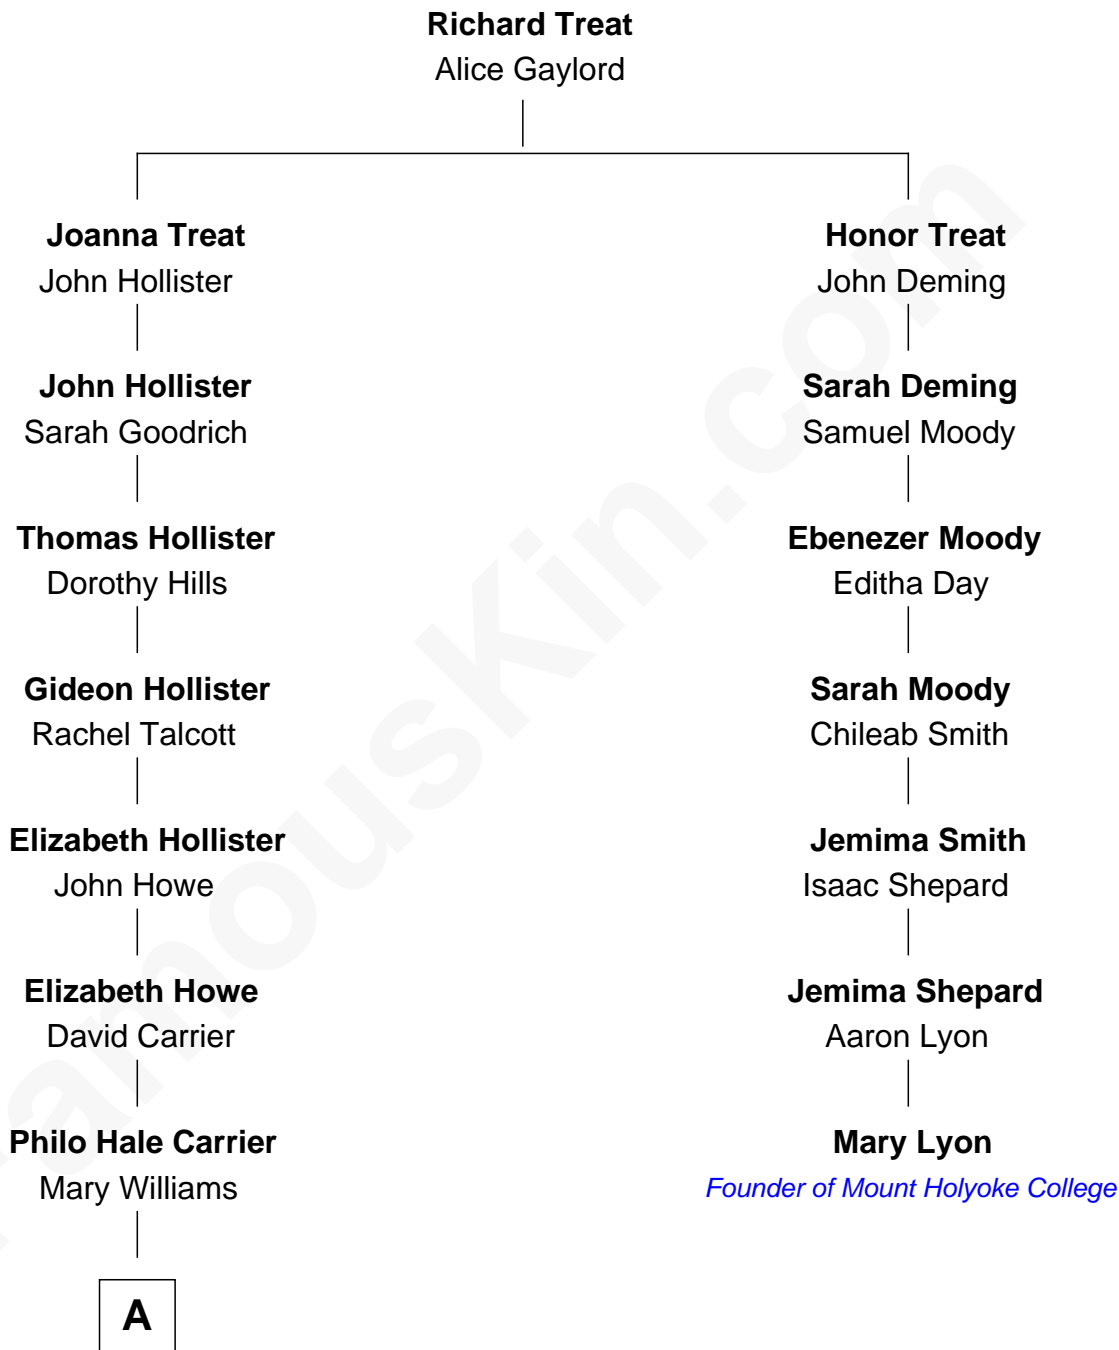 Richard Treat
Alice Gaylord
Joanna Treat
John Hollister
Honor Treat
John Deming
John Hollister
Sarah Goodrich
Sarah Deming
Samuel Moody
Thomas Hollister
Dorothy Hills
Ebenezer Moody
Editha Day
Gideon Hollister
Rachel Talcott
Sarah Moody
Chileab Smith
Elizabeth Hollister
John Howe
Jemima Smith
Isaac Shepard
Elizabeth Howe
David Carrier
Jemima Shepard
Aaron Lyon
Philo Hale Carrier
Mary Williams
Mary Lyon
Founder of Mount Holyoke College
A
FamousKin.com